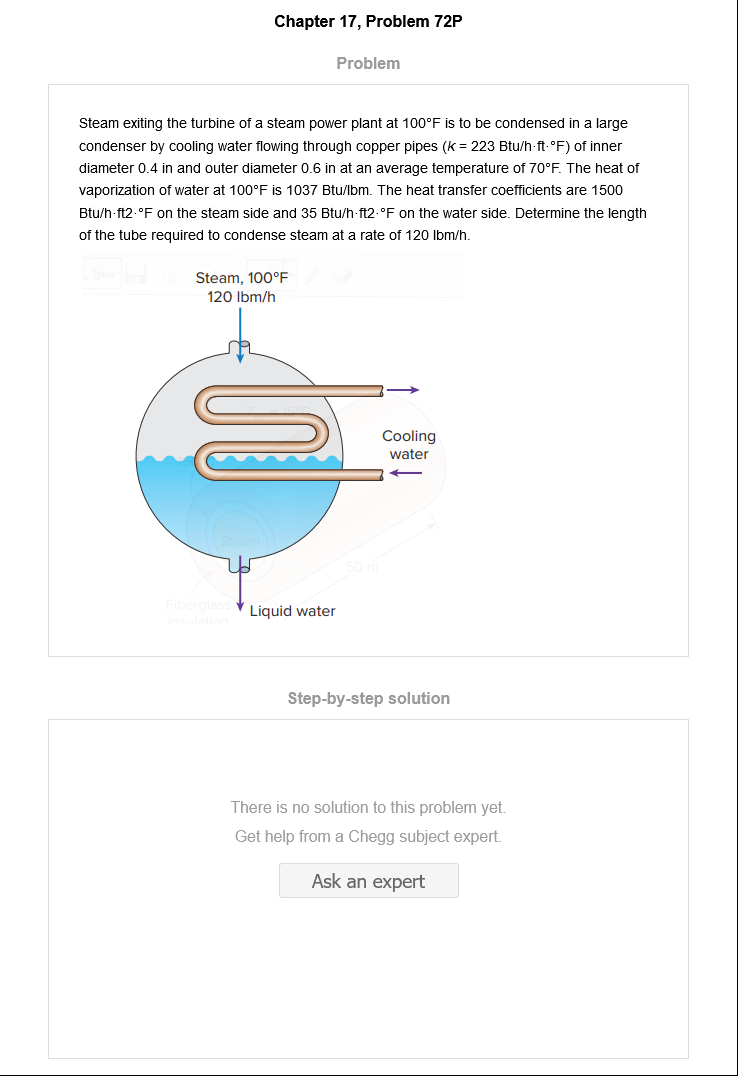 Chapter 17, Problem 72P
Problem
Steam exiting the turbine of a steam power plant at 100°F is to be condensed in a large
condenser by cooling water flowing through copper pipes (k = 223 Btu/h·ft·°F) of inner
diameter 0.4 in and outer diameter 0.6 in at an average temperature of 70°F. The heat of
vaporization of water at 100°F is 1037 Btu/lbm. The heat transfer coefficients are 1500
Btu/h·ft2·°F on the steam side and 35 Btu/h·ft2·°F on the water side. Determine the length
of the tube required to condense steam at a rate of 120 lbm/h.
New
Steam, 100°F
120 lbm/h
Cooling
water
Steam
50 m
Fiberglass
insulation
Liquid water
Step-by-step solution
There is no solution to this problem yet.
Get help from a Chegg subject expert.
Ask an expert